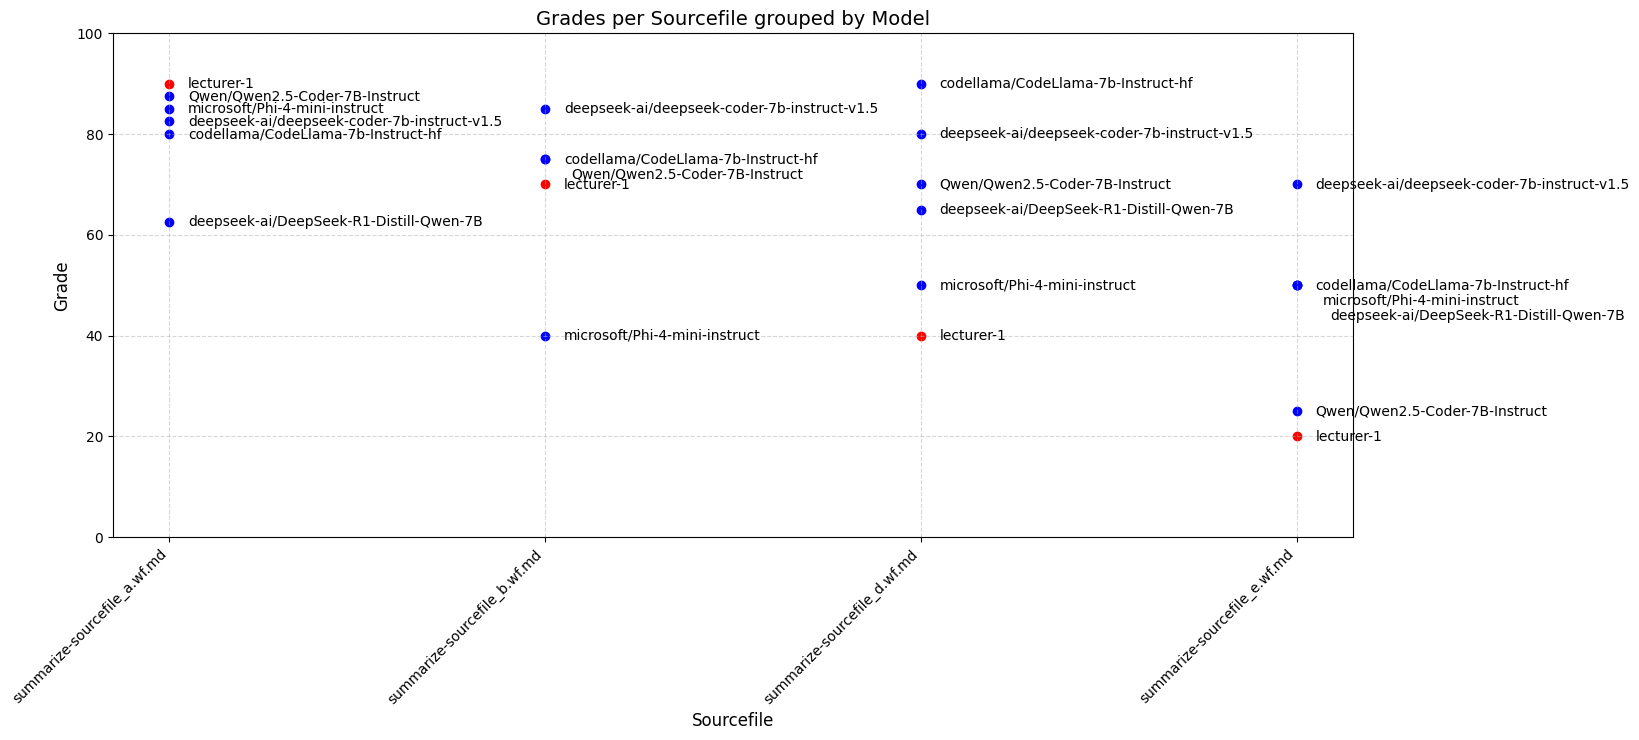 Grades per Sourcefile grouped by Model
100
80
60
40
20
0
Grade
lecturer-1
Qwen/Qwen2.5-Coder-7B-Instruct
microsoft/Phi-4-mini-instruct
deepseek-ai/deepseek-coder-7b-instruct-v1.5
codellama/CodeLlama-7b-Instruct-hf
deepseek-ai/DeepSeek-R1-Distill-Qwen-7B
deepseek-ai/deepseek-coder-7b-instruct-v1.5
codellama/CodeLlama-7b-Instruct-hf
Qwen/Qwen2.5-Coder-7B-Instruct
lecturer-1
microsoft/Phi-4-mini-instruct
codellama/CodeLlama-7b-Instruct-hf
deepseek-ai/deepseek-coder-7b-instruct-v1.5
Qwen/Qwen2.5-Coder-7B-Instruct
deepseek-ai/DeepSeek-R1-Distill-Qwen-7B
microsoft/Phi-4-mini-instruct
lecturer-1
deepseek-ai/deepseek-coder-7b-instruct-v1.5
codellama/CodeLlama-7b-Instruct-hf
microsoft/Phi-4-mini-instruct
deepseek-ai/DeepSeek-R1-Distill-Qwen-7B
Qwen/Qwen2.5-Coder-7B-Instruct
lecturer-1
summarize-sourcefile_a.wf.md
summarize-sourcefile_b.wf.md
summarize-sourcefile_d.wf.md
summarize-sourcefile_e.wf.md
Sourcefile